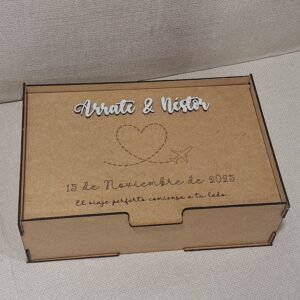 Arrate & Néstor
15 de Noviembre de 2025
El viaje perfecto comienza a tu lado